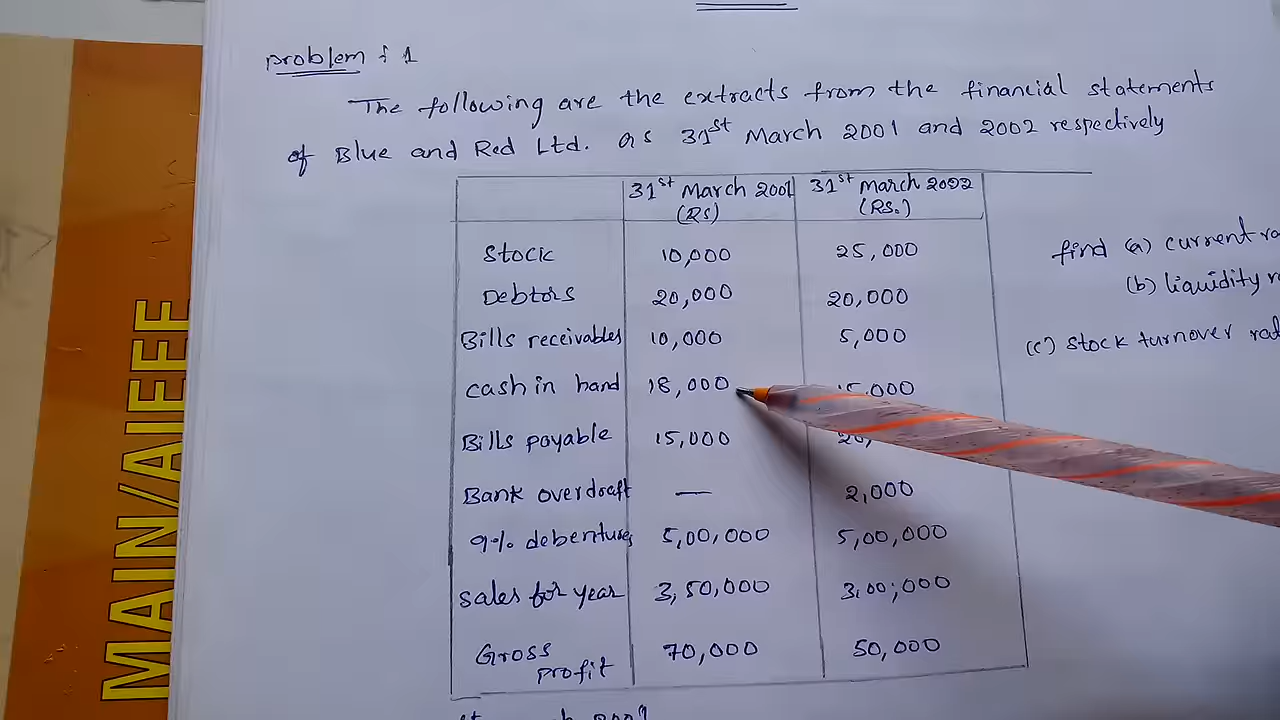 problem : 1
The following are the extracts from the financial statements
of Blue and Red Ltd. as 31st March 2001 and 2002 respectively
31st March 2001 31st March 2002
(RS) (RS.)
Stock 10,000 25,000
Debtors 20,000 20,000
Bills receivables 10,000 5,000
cash in hand 18,000 15,000
Bills payable 15,000
Bank overdraft — 2,000
9% debentures 5,00,000 5,00,000
sales for year 3,50,000 3,00,000
Gross profit 70,000 50,000
find (a) current
(b) liquidity
(c) stock turnover
MAIN/AIEEE